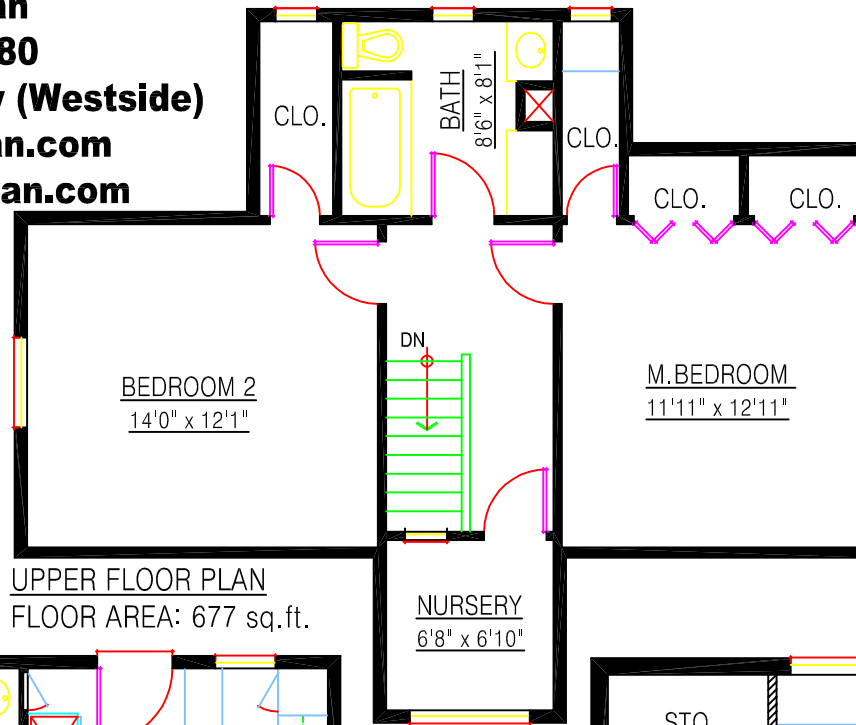 80
(Westside)
an.com
an.com
CLO.
BATH
8'6" x 8'1"
CLO.
CLO.
CLO.
DN
BEDROOM 2
14'0" x 12'1"
M.BEDROOM
11'11" x 12'11"
UPPER FLOOR PLAN
FLOOR AREA: 677 sq.ft.
NURSERY
6'8" x 6'10"
STO.